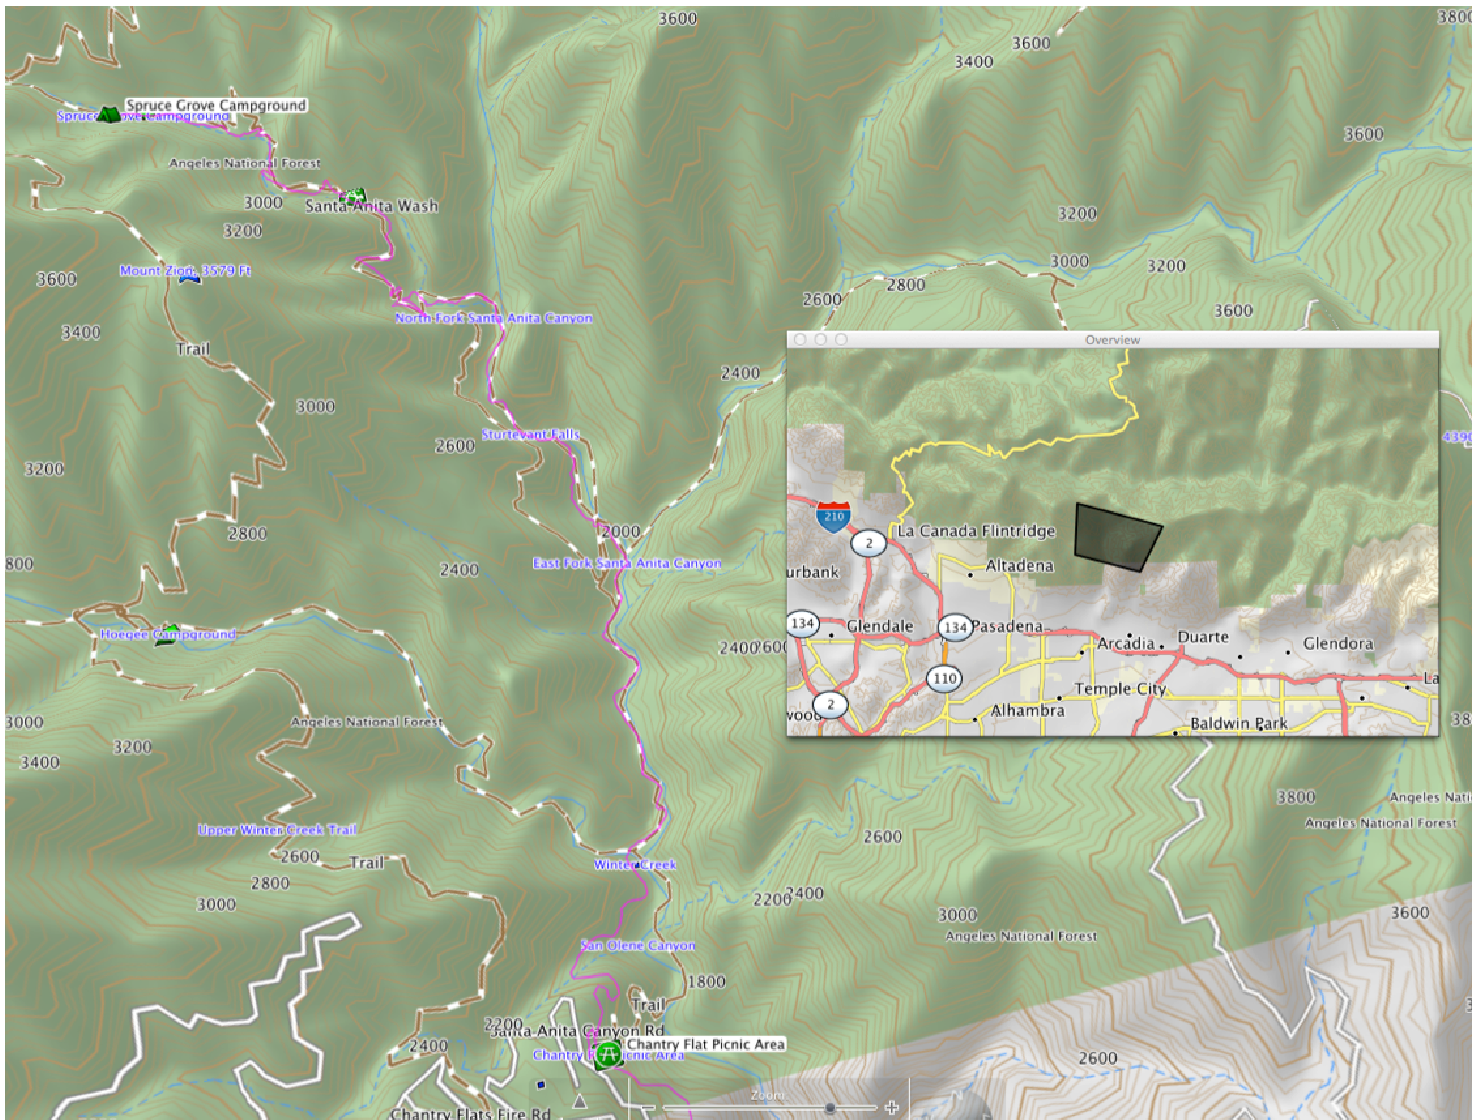 3600
3800
3600
3400
Spruce Grove Campground
3600
Angeles National Forest
3000
Santa Anita Wash
3200
3200
Mount Zion, 3579 Ft
3600
3000
3200
2800
2600
3600
North Fork Santa Anita Canyon
3400
Trail
Overview
2400
3000
Sturtevant Falls
2600
3200
210
2
La Canada Flintridge
2800
2000
East Fork Santa Anita Canyon
urbank
Altadena
800
2400
134
Glendale
134
Pasadena
Hoegee Campground
Arcadia
Duarte
Glendora
2400
110
La
Temple City
2
wood
Alhambra
Baldwin Park
3000
Angeles National Forest
3200
3400
3800
Angeles Nati
Angeles National Forest
Upper Winter Creek Trail
2600
2600
Trail
Winter Creek
2800
2200
2400
3000
3000
3600
San Olene Canyon
Angeles National Forest
1800
Trail
2200
Santa Anita Canyon Rd
2400
Chantry Flat Picnic Area
2600
Zoom
Chantry Flats Fire Rd